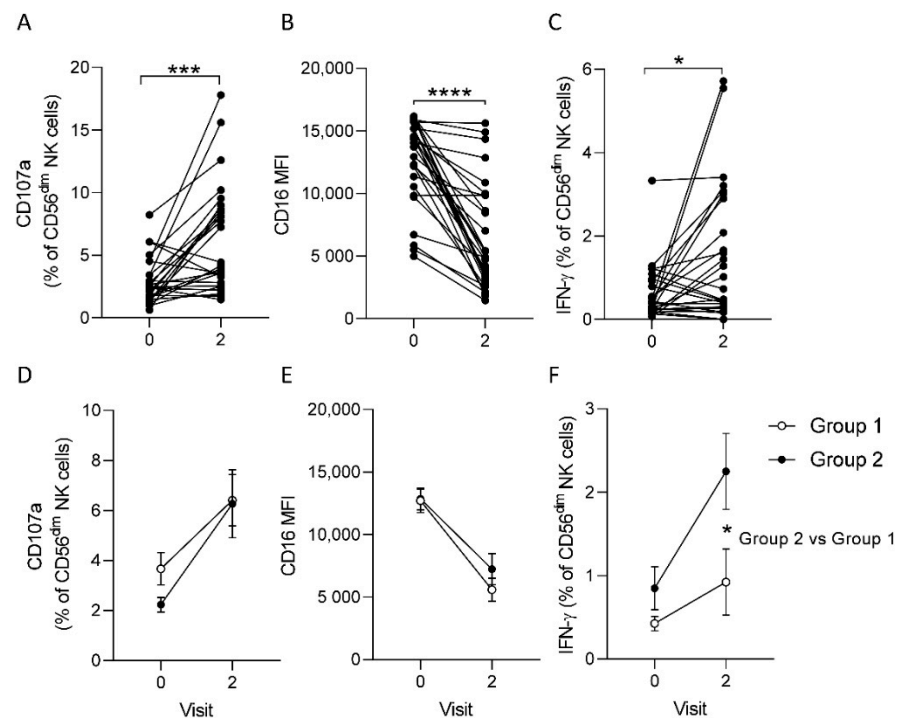 A
B
C
20
15
10
5
0
CD107a
(% of CD56dim NK cells)
***
0
2
20,000
15,000
10,000
5 000
0
CD16 MFI
****
0
2
6
4
2
0
IFN-γ (% of CD56dim NK cells)
*
0
2
D
E
F
10
8
6
4
2
0
CD107a
(% of CD56dim NK cells)
0
2
Visit
20,000
15,000
10,000
5 000
0
CD16 MFI
0
2
Visit
3
2
1
0
IFN-γ (% of CD56dim NK cells)
*
Group 2 vs Group 1
0
2
Visit
Group 1
Group 2